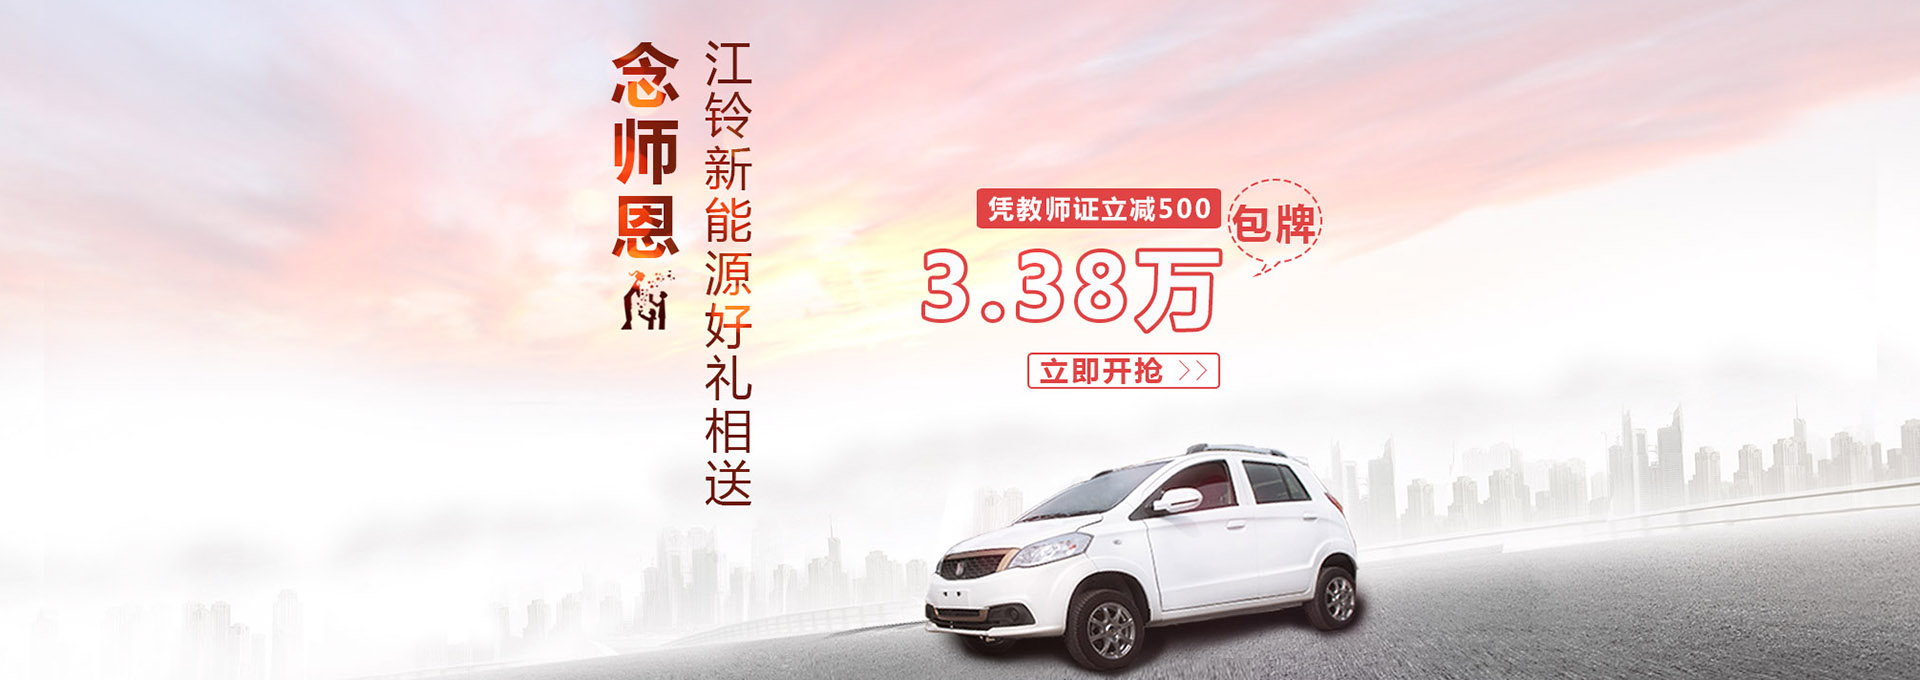 念师恩
江铃新能源好礼相送
凭教师证立减500
包牌
3.38万
立即开抢 >>